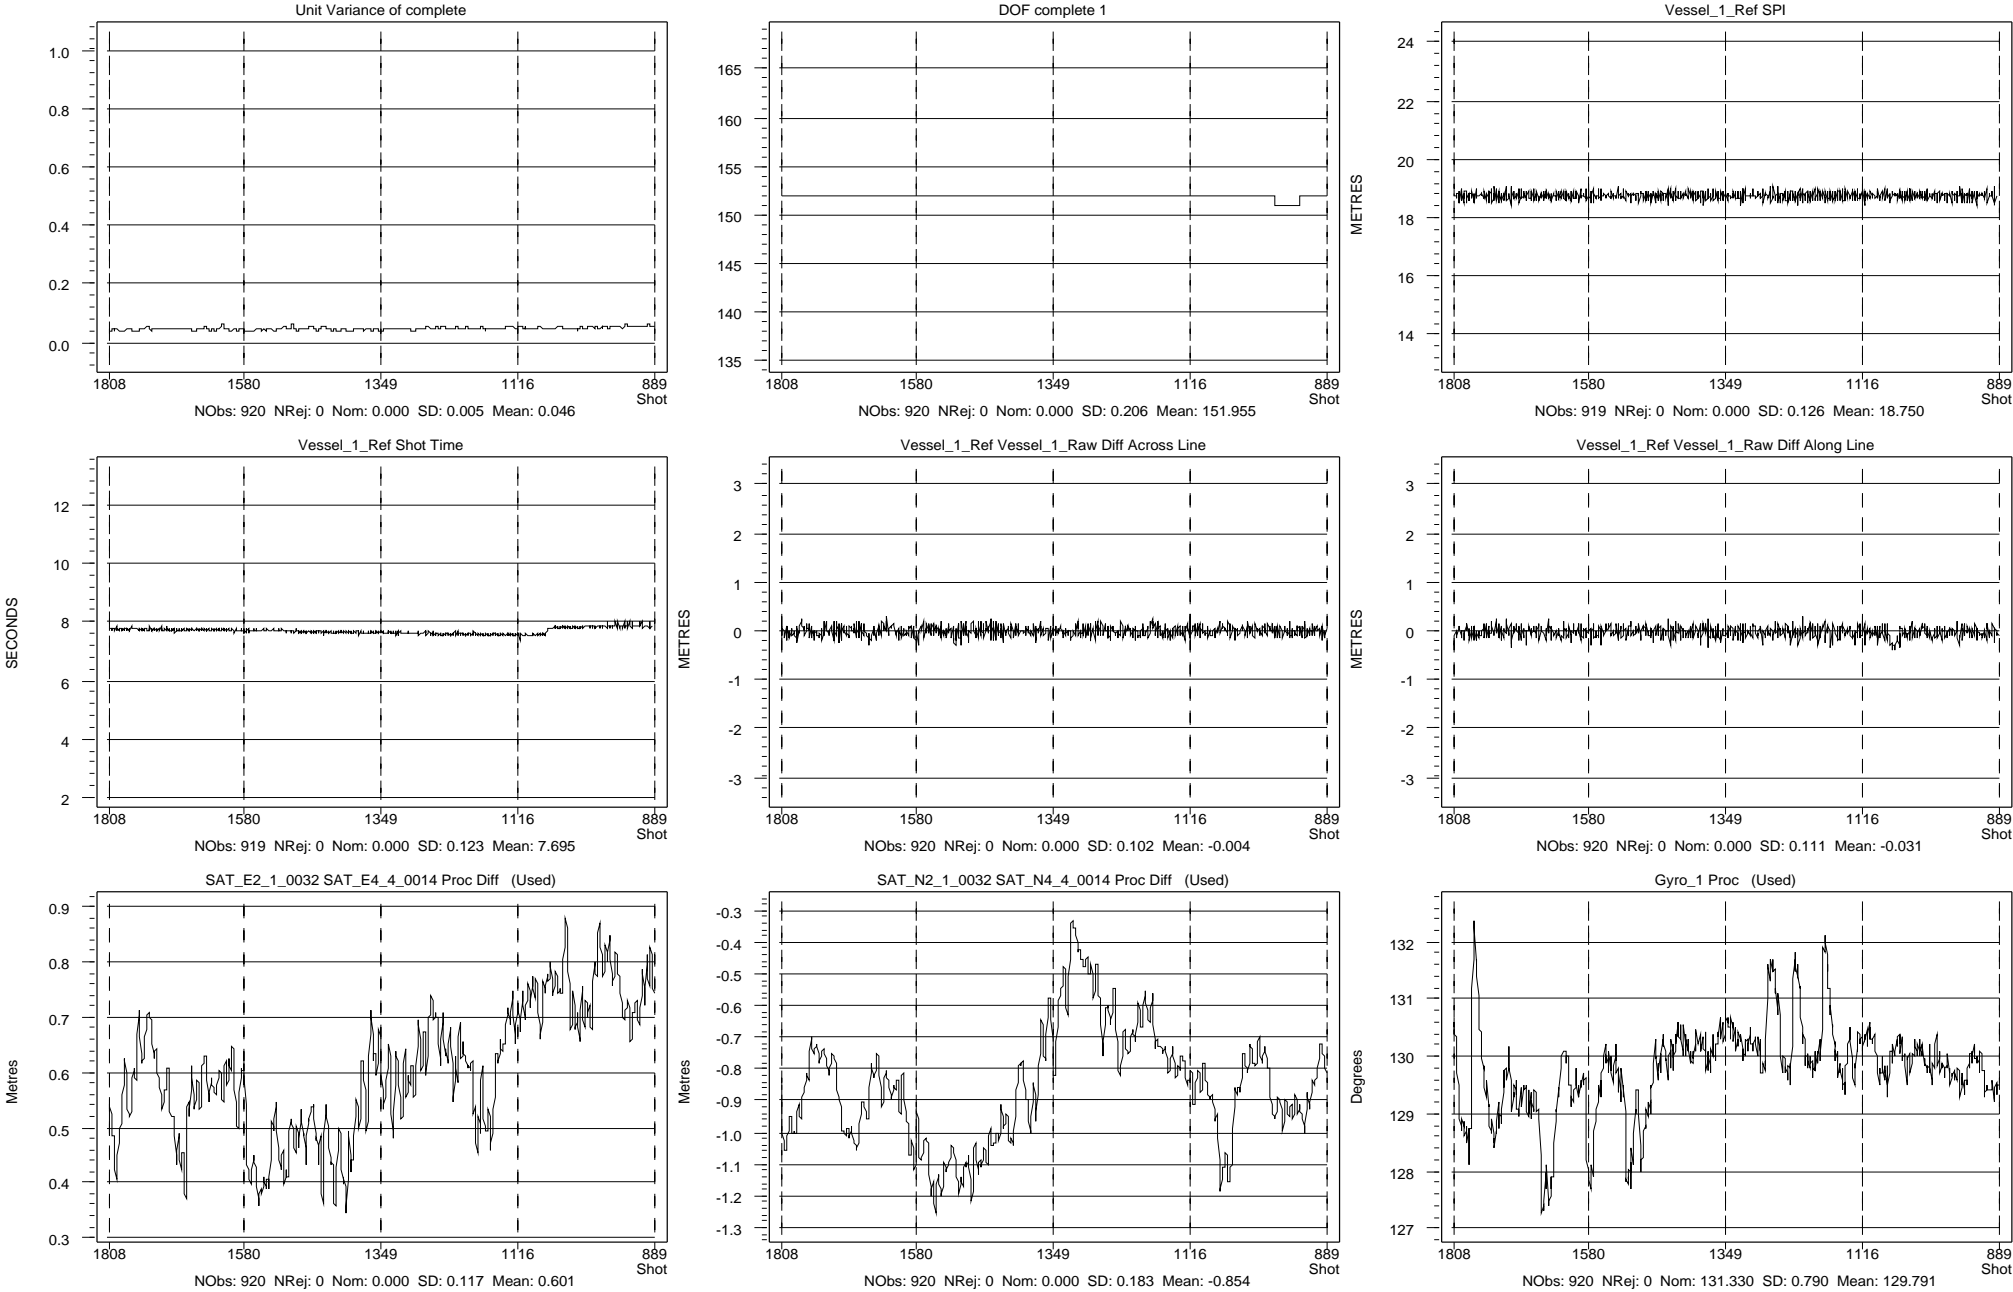 Unit Variance of complete
1.0
0.8
0.6
0.4
0.2
0.0
1808 1580 1349 1116 889
Shot
NObs: 920 NRej: 0 Nom: 0.000 SD: 0.005 Mean: 0.046
DOF complete 1
165
160
155
150
145
140
135
1808 1580 1349 1116 889
Shot
NObs: 920 NRej: 0 Nom: 0.000 SD: 0.206 Mean: 151.955
Vessel_1_Ref SPI
METRES
24
22
20
18
16
14
1808 1580 1349 1116 889
Shot
NObs: 919 NRej: 0 Nom: 0.000 SD: 0.126 Mean: 18.750
Vessel_1_Ref Shot Time
SECONDS
12
10
8
6
4
2
1808 1580 1349 1116 889
Shot
NObs: 919 NRej: 0 Nom: 0.000 SD: 0.123 Mean: 7.695
Vessel_1_Ref Vessel_1_Raw Diff Across Line
METRES
3
2
1
0
-1
-2
-3
1808 1580 1349 1116 889
Shot
NObs: 920 NRej: 0 Nom: 0.000 SD: 0.102 Mean: -0.004
Vessel_1_Ref Vessel_1_Raw Diff Along Line
METRES
3
2
1
0
-1
-2
-3
1808 1580 1349 1116 889
Shot
NObs: 920 NRej: 0 Nom: 0.000 SD: 0.111 Mean: -0.031
SAT_E2_1_0032 SAT_E4_4_0014 Proc Diff (Used)
Metres
0.9
0.8
0.7
0.6
0.5
0.4
0.3
1808 1580 1349 1116 889
Shot
NObs: 920 NRej: 0 Nom: 0.000 SD: 0.117 Mean: 0.601
SAT_N2_1_0032 SAT_N4_4_0014 Proc Diff (Used)
Metres
-0.3
-0.4
-0.5
-0.6
-0.7
-0.8
-0.9
-1.0
-1.1
-1.2
-1.3
1808 1580 1349 1116 889
Shot
NObs: 920 NRej: 0 Nom: 0.000 SD: 0.183 Mean: -0.854
Gyro_1 Proc (Used)
Degrees
132
131
130
129
128
127
1808 1580 1349 1116 889
Shot
NObs: 920 NRej: 0 Nom: 131.330 SD: 0.790 Mean: 129.791